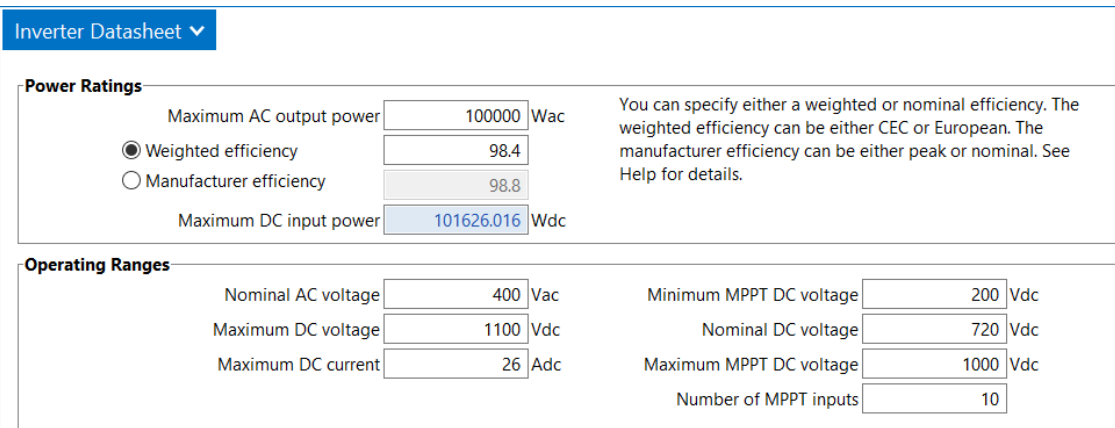 Inverter Datasheet
Power Ratings
Maximum AC output power 100000 Wac
Weighted efficiency 98.4
Manufacturer efficiency 98.8
Maximum DC input power 101626.016 Wdc
You can specify either a weighted or nominal efficiency. The
weighted efficiency can be either CEC or European. The
manufacturer efficiency can be either peak or nominal. See
Help for details.
Operating Ranges
Nominal AC voltage 400 Vac
Maximum DC voltage 1100 Vdc
Maximum DC current 26 Adc
Minimum MPPT DC voltage 200 Vdc
Nominal DC voltage 720 Vdc
Maximum MPPT DC voltage 1000 Vdc
Number of MPPT inputs 10